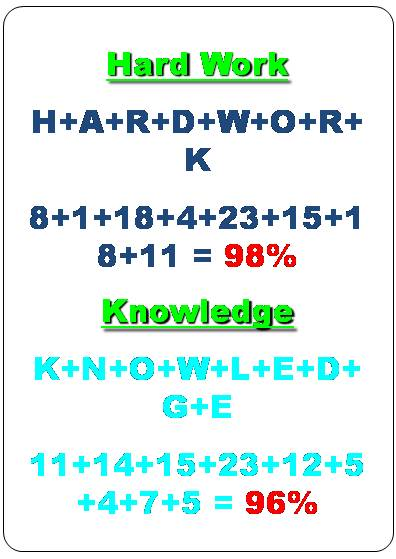 Hard Work
H+A+R+D+W+O+R+
K
8+1+18+4+23+15+1
8+11 = 98%
Knowledge
K+N+O+W+L+E+D+
G+E
11+14+15+23+12+5
+4+7+5 = 96%